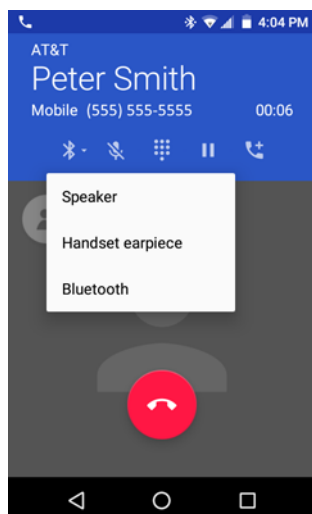 4:04 PM
AT&T
Peter Smith
Mobile (555) 555-5555 00:06
Speaker
Handset earpiece
Bluetooth